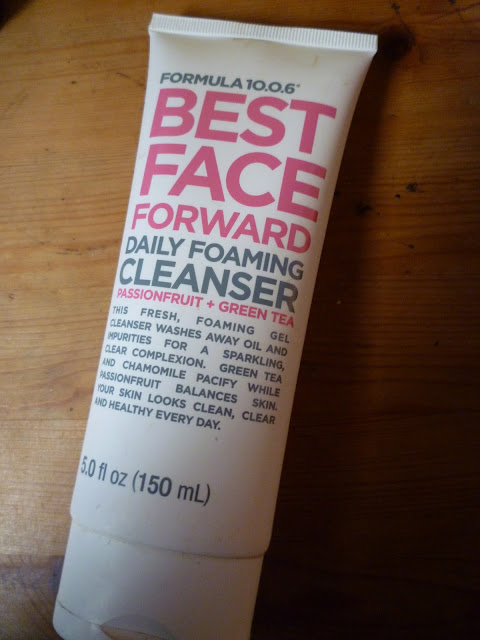 FORMULA 10.0.6®
BEST
FACE
FORWARD
DAILY FOAMING
CLEANSER
PASSIONFRUIT + GREEN TEA
THIS FRESH, FOAMING GEL
CLEANSER WASHES AWAY OIL AND
IMPURITIES FOR A SPARKLING,
CLEAR COMPLEXION. GREEN TEA
AND CHAMOMILE PACIFY WHILE
PASSIONFRUIT BALANCES SKIN.
YOUR SKIN LOOKS CLEAN, CLEAR
AND HEALTHY EVERY DAY.
5.0 fl oz (150 mL)